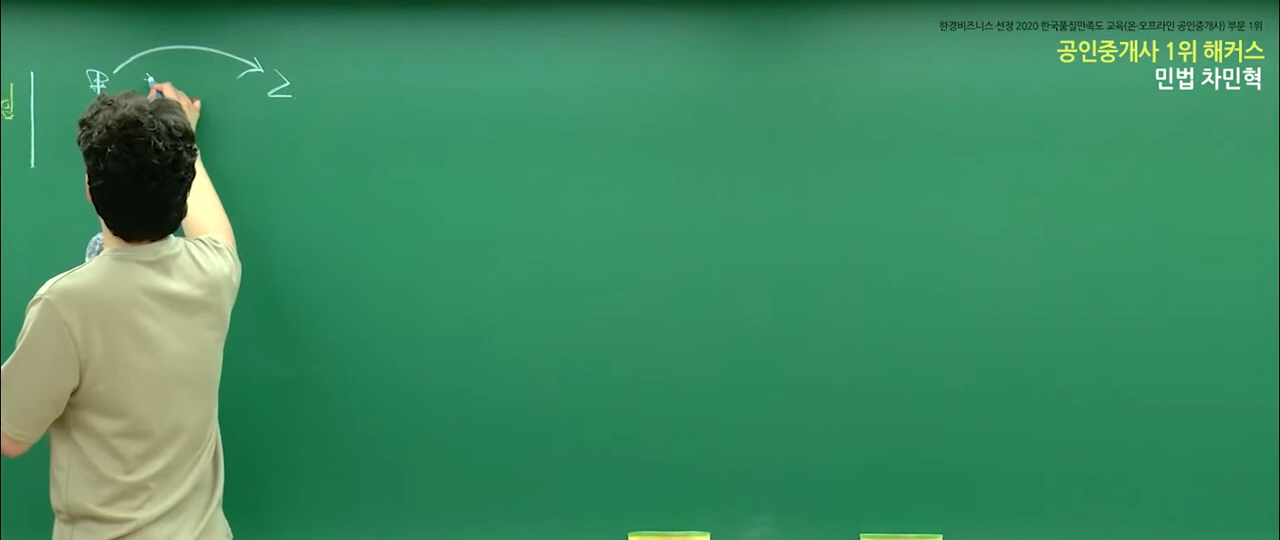 한경비즈니스 선정 2020 한국품질만족도 교육(온·오프라인 공인중개사) 부문 1위
공인중개사 1위 해커스
민법 차민혁